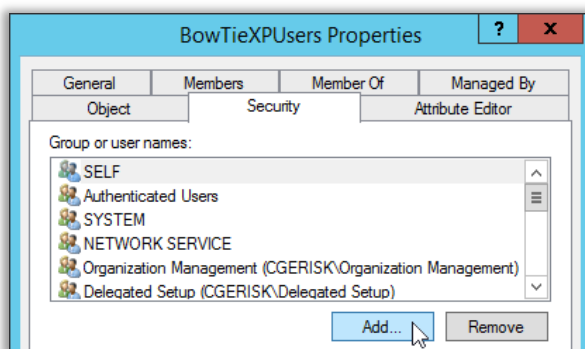 BowTieXPUsers Properties
? x
General Members Member Of Managed By
Object Security Attribute Editor
Group or user names:
SELF
Authenticated Users
SYSTEM
NETWORK SERVICE
Organization Management (CGERISK\Organization Management)
Delegated Setup (CGERISK\Delegated Setup)
Add... Remove